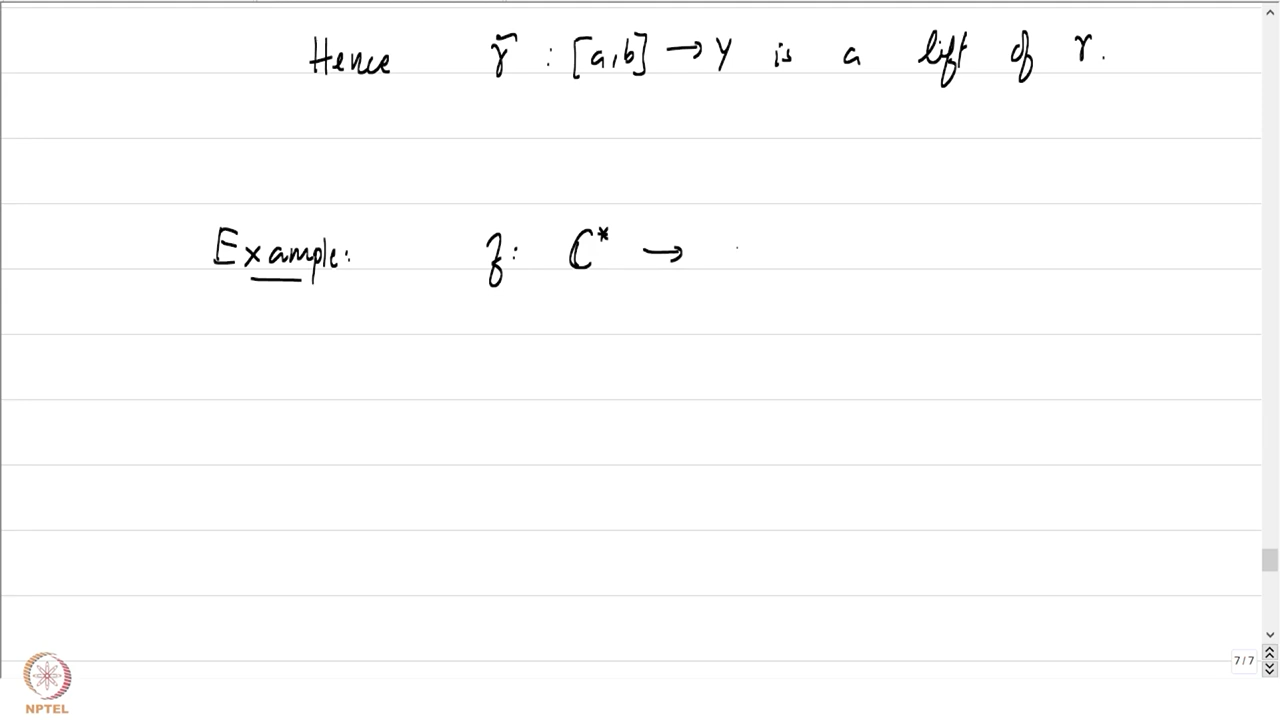 Hence γ̃ : [a,b] → Y is a lift of γ.
Example: f: ℂ* →
7 / 7
NPTEL